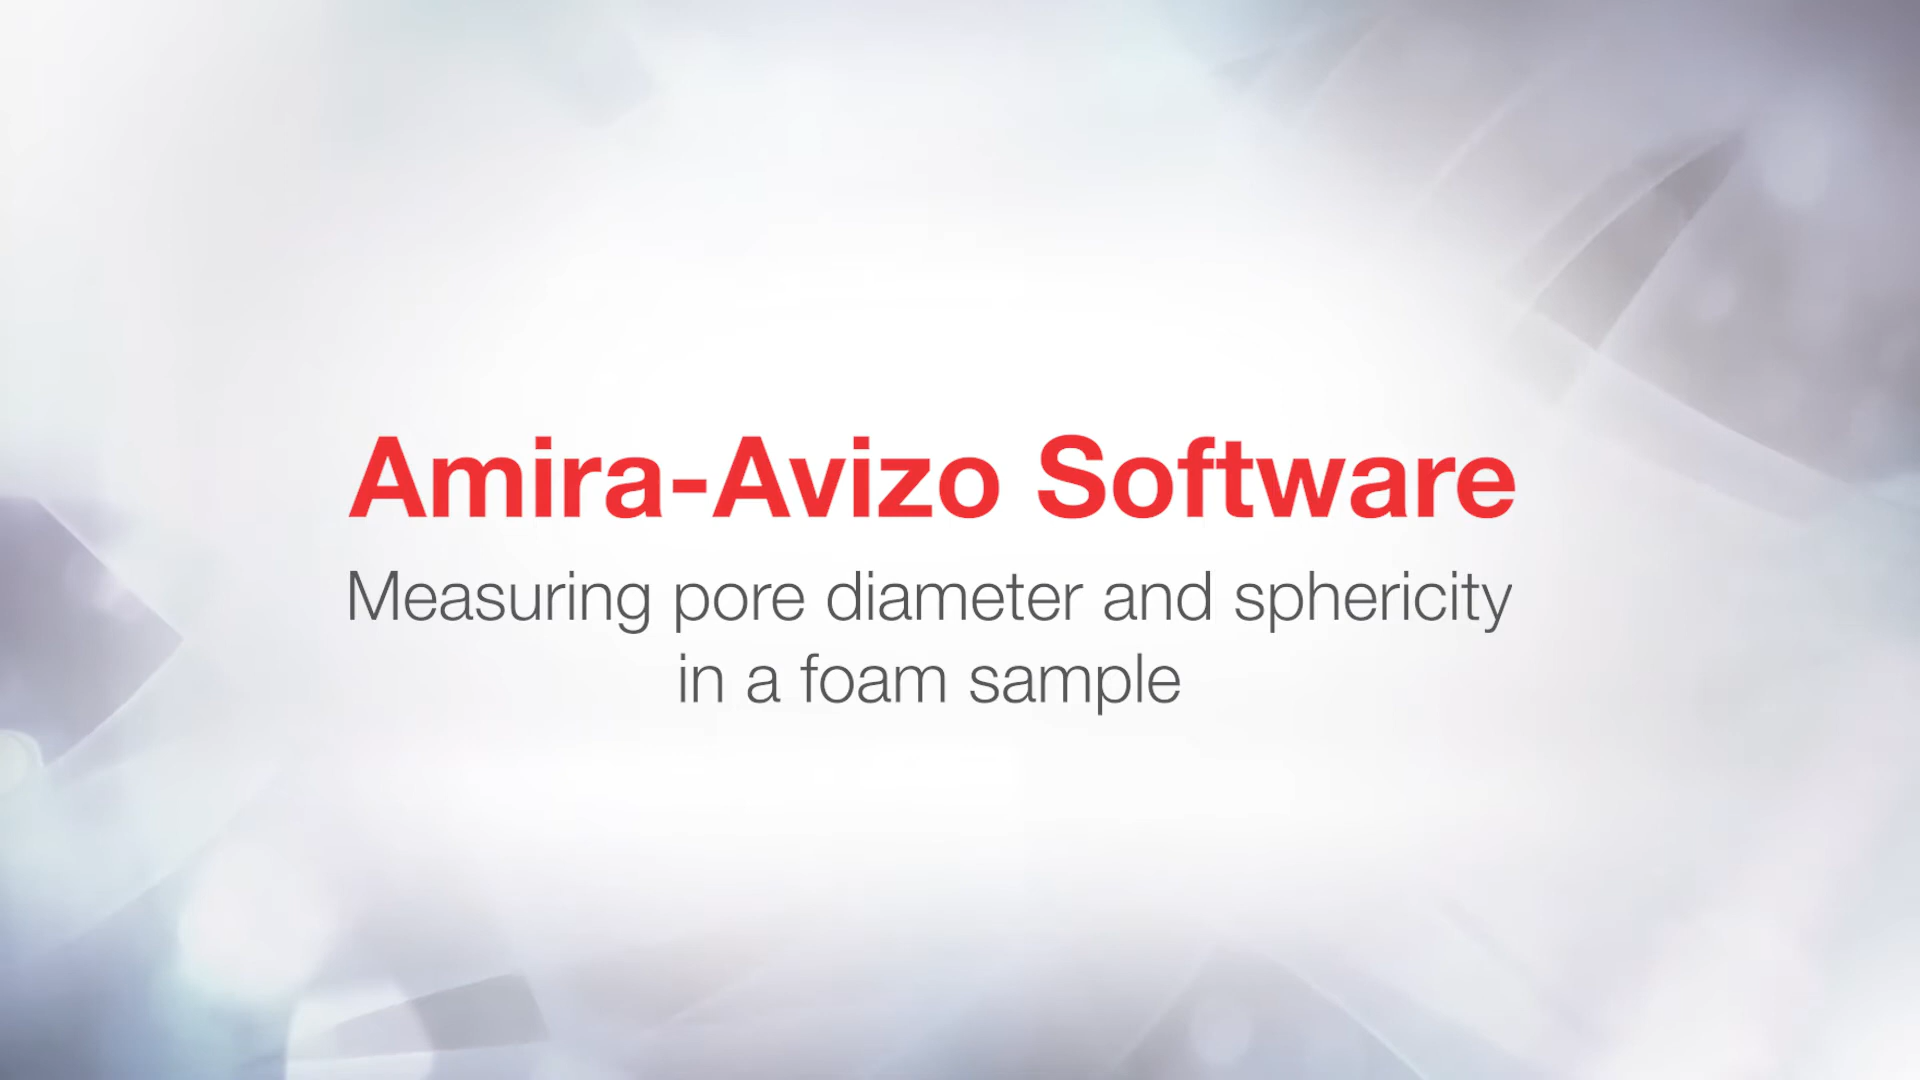 Amira-Avizo Software
Measuring pore diameter and sphericity
in a foam sample